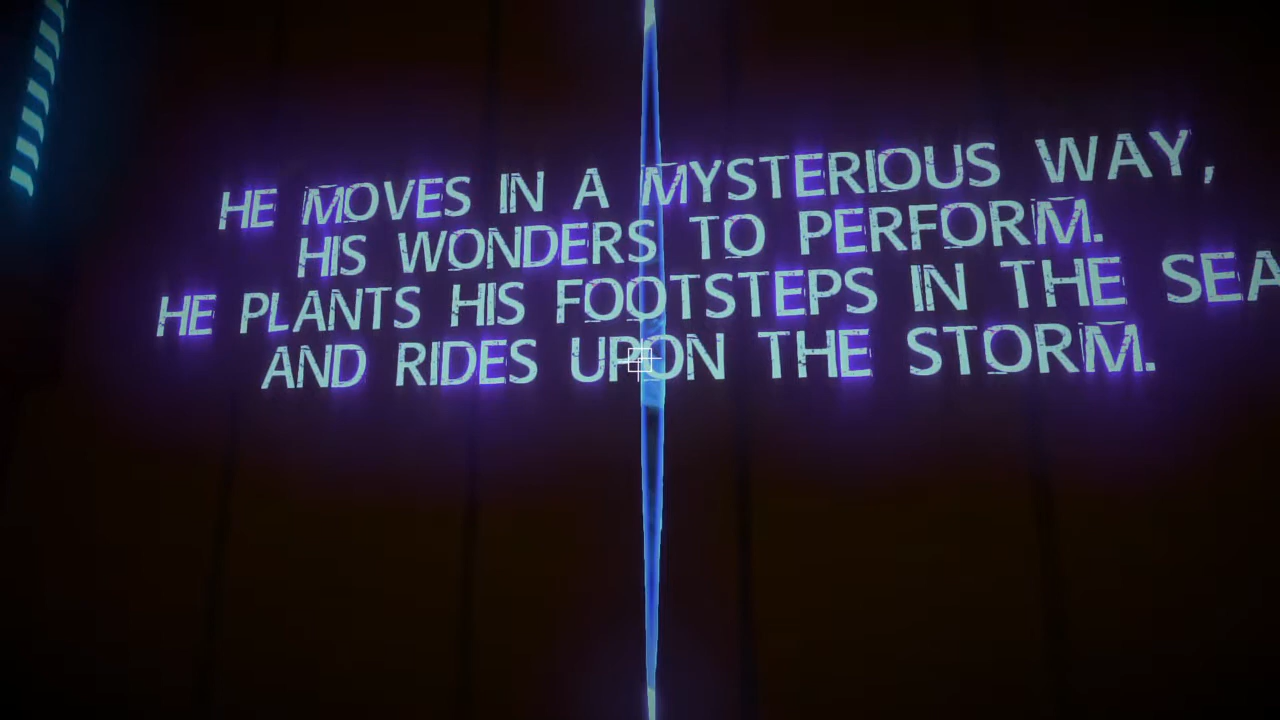 HE MOVES IN A MYSTERIOUS WAY,
HIS WONDERS TO PERFORM.
HE PLANTS HIS FOOTSTEPS IN THE SEA
AND RIDES UPON THE STORM.